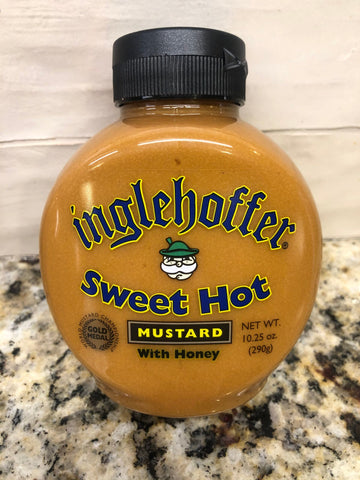 inglehoffer®
Sweet Hot
MUSTARD
With Honey
GOLD
MEDAL
NET WT.
10.25 oz.
(290g)